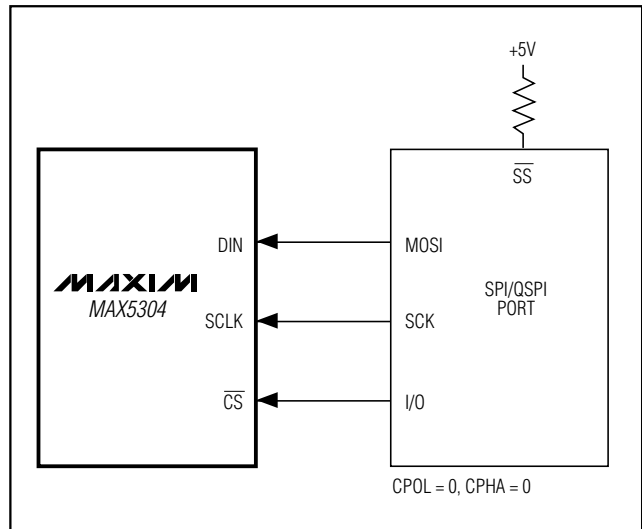 +5V
SS
DIN
MOSI
MAXIM
MAX5304
SPI/QSPI
PORT
SCLK
SCK
CS
I/O
CPOL = 0, CPHA = 0